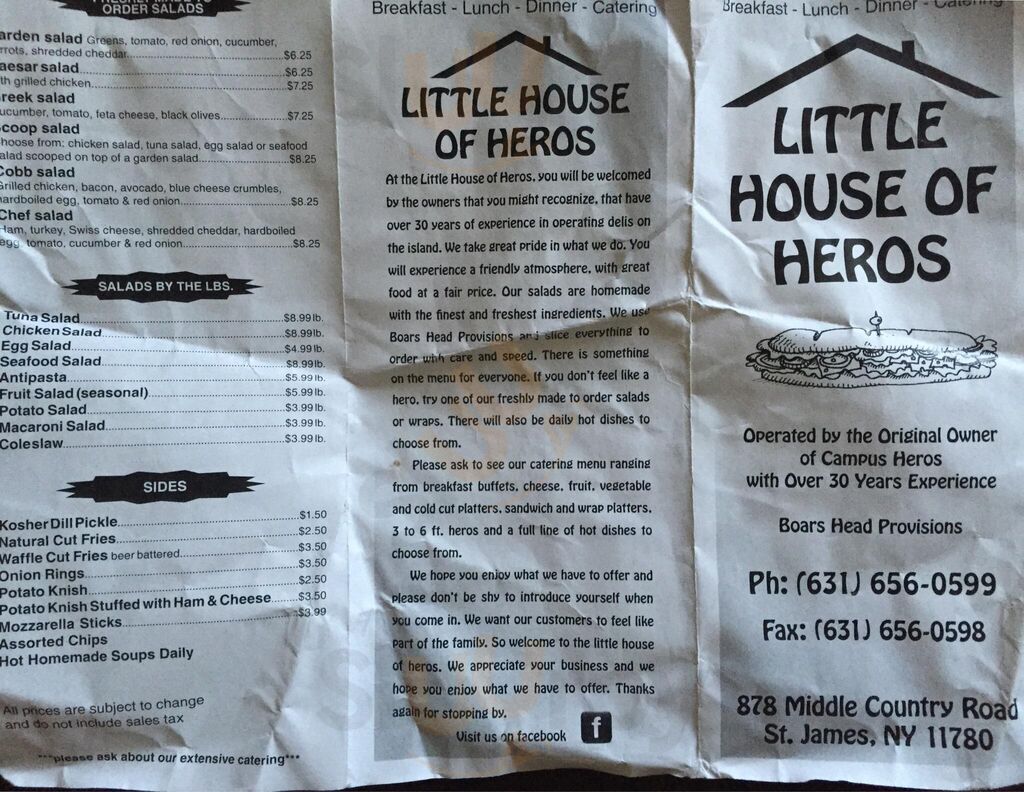 ORDER SALADS
arden salad Greens, tomato, red onion, cucumber,
rrots, shredded cheddar $6.25
aesar salad $6.25
th grilled chicken $7.25
reek salad
ucumber, tomato, feta cheese, black olives $7.25
coop salad
hoose from: chicken salad, tuna salad, egg salad or seafood
alad scooped on top of a garden salad $8.25
Cobb salad
Grilled chicken, bacon, avocado, blue cheese crumbles,
hardboiled egg, tomato & red onion $8.25
Chef salad
Ham, turkey, Swiss cheese, shredded cheddar, hardboiled
egg, tomato, cucumber & red onion $8.25
SALADS BY THE LBS.
Tuna Salad $8.99 lb.
Chicken Salad $8.99 lb.
Egg Salad $4.99 lb.
Seafood Salad $8.99 lb.
Antipasta $5.99 lb.
Fruit Salad (seasonal) $5.99 lb.
Potato Salad $3.99 lb.
Macaroni Salad $3.99 lb.
Coleslaw $3.99 lb.
SIDES
Kosher Dill Pickle $1.50
Natural Cut Fries $2.50
Waffle Cut Fries beer battered $3.50
Onion Rings $3.50
Potato Knish $2.50
Potato Knish Stuffed with Ham & Cheese $3.50
Mozzarella Sticks $3.99
Assorted Chips
Hot Homemade Soups Daily
All prices are subject to change
and do not include sales tax
***please ask about our extensive catering***
Breakfast - Lunch - Dinner - Catering
LITTLE HOUSE
OF HEROS
At the Little House of Heros, you will be welcomed
by the owners that you might recognize, that have
over 30 years of experience in operating delis on
the island. We take great pride in what we do. You
will experience a friendly atmosphere, with great
food at a fair price. Our salads are homemade
with the finest and freshest ingredients. We use
Boars Head Provisions and slice everything to
order with care and speed. There is something
on the menu for everyone. If you don't feel like a
hero, try one of our freshly made to order salads
or wraps. There will also be daily hot dishes to
choose from.
Please ask to see our catering menu ranging
from breakfast buffets, cheese, fruit, vegetable
and cold cut platters, sandwich and wrap platters,
3 to 6 ft. heros and a full line of hot dishes to
choose from.
We hope you enjoy what we have to offer and
please don't be shy to introduce yourself when
you come in. We want our customers to feel like
part of the family. So welcome to the little house
of heros. We appreciate your business and we
hope you enjoy what we have to offer. Thanks
again for stopping by.
Visit us on facebook f
Breakfast - Lunch - Dinner - Catering
LITTLE
HOUSE OF
HEROS
Operated by the Original Owner
of Campus Heros
with Over 30 Years Experience
Boars Head Provisions
Ph: (631) 656-0599
Fax: (631) 656-0598
878 Middle Country Road
St. James, NY 11780